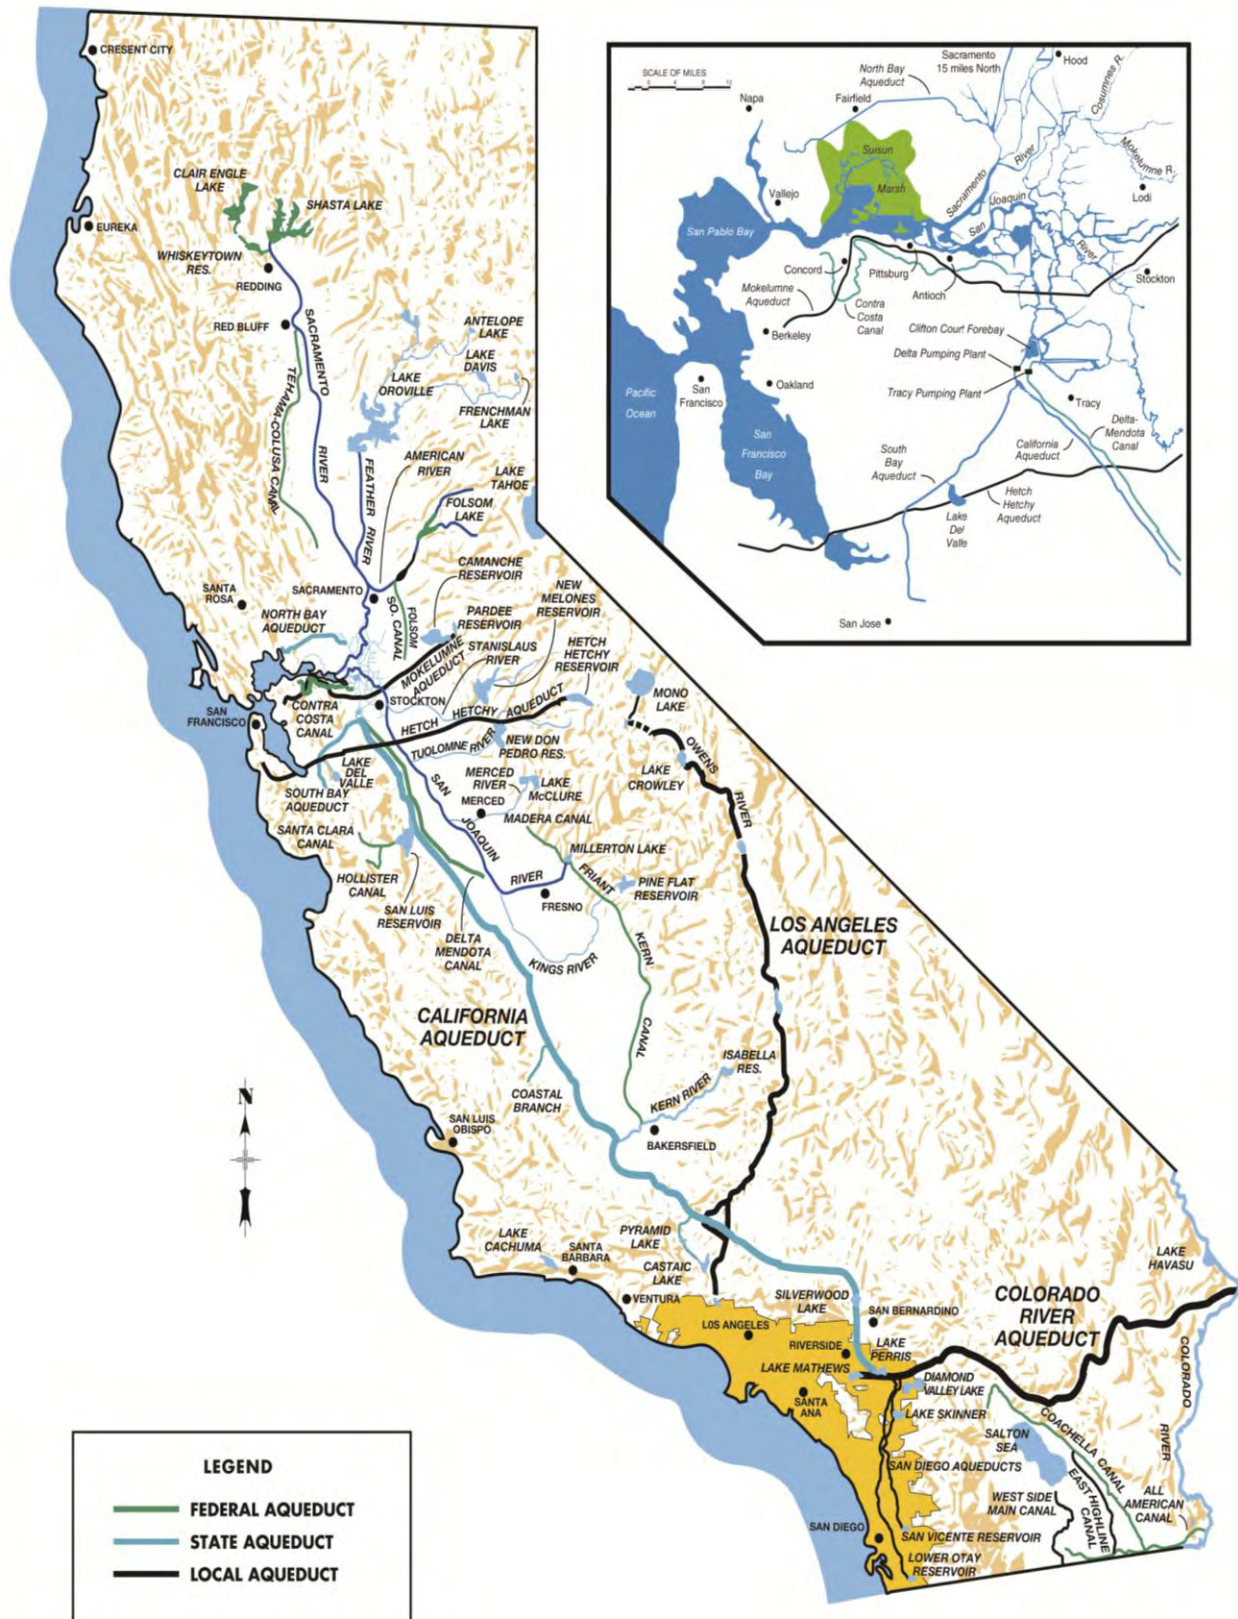 CRESENT CITY
CLAIR ENGLE
LAKE
SHASTA LAKE
EUREKA
WHISKEYTOWN
RES.
REDDING
RED BLUFF
SACRAMENTO
RIVER
TEHAMA-COLUSA CANAL
ANTELOPE
LAKE
LAKE
DAVIS
LAKE
OROVILLE
FRENCHMAN
LAKE
FEATHER RIVER
AMERICAN
RIVER
LAKE
TAHOE
FOLSOM
LAKE
SANTA
ROSA
SACRAMENTO
NORTH BAY
AQUEDUCT
FOLSOM
SO. CANAL
CAMANCHE
RESERVOIR
NEW
MELONES
RESERVOIR
PARDEE
RESERVOIR
MOKELUMNE
AQUEDUCT
STANISLAUS
RIVER
HETCH
HETCHY
RESERVOIR
STOCKTON
SAN
FRANCISCO
CONTRA
COSTA
CANAL
HETCH HETCHY AQUEDUCT
TUOLOMNE RIVER
NEW DON
PEDRO RES.
MONO
LAKE
LAKE
DEL
VALLE
SOUTH BAY
AQUEDUCT
SAN JOAQUIN RIVER
MERCED
RIVER
LAKE
McCLURE
MERCED
LAKE
CROWLEY
OWENS
RIVER
MADERA CANAL
SANTA CLARA
CANAL
MILLERTON LAKE
HOLLISTER
CANAL
FRIANT
KERN
CANAL
PINE FLAT
RESERVOIR
FRESNO
SAN LUIS
RESERVOIR
DELTA
MENDOTA
CANAL
KINGS RIVER
LOS ANGELES
AQUEDUCT
CALIFORNIA
AQUEDUCT
ISABELLA
RES.
COASTAL
BRANCH
KERN RIVER
N
SAN LUIS
OBISPO
BAKERSFIELD
LAKE
CACHUMA
SANTA
BARBARA
PYRAMID
LAKE
CASTAIC
LAKE
VENTURA
LAKE
HAVASU
SILVERWOOD
LAKE
SAN BERNARDINO
COLORADO
RIVER
AQUEDUCT
LOS ANGELES
RIVERSIDE
LAKE
PERRIS
LAKE MATHEWS
DIAMOND
VALLEY LAKE
COLORADO
RIVER
SANTA
ANA
LAKE SKINNER
SALTON
SEA
COACHELLA CANAL
SAN DIEGO AQUEDUCTS
WEST SIDE
MAIN CANAL
EAST HIGHLINE
CANAL
ALL
AMERICAN
CANAL
SAN DIEGO
SAN VICENTE RESERVOIR
LOWER OTAY
RESERVOIR
LEGEND
FEDERAL AQUEDUCT
STATE AQUEDUCT
LOCAL AQUEDUCT
SCALE OF MILES
0 4 8 12
Napa
Fairfield
North Bay
Aqueduct
Sacramento
15 miles North
Hood
Cosumnes R.
Mokelumne R.
Lodi
Suisun
Marsh
Sacramento River
San Joaquin River
Vallejo
San Pablo Bay
Concord
Pittsburg
Antioch
Stockton
Mokelumne
Aqueduct
Contra
Costa
Canal
Berkeley
Clifton Court Forebay
Delta Pumping Plant
Tracy Pumping Plant
Oakland
San
Francisco
Pacific
Ocean
San
Francisco
Bay
Tracy
Delta-
Mendota
Canal
California
Aqueduct
South
Bay
Aqueduct
Hetch
Hetchy
Aqueduct
Lake
Del
Valle
San Jose